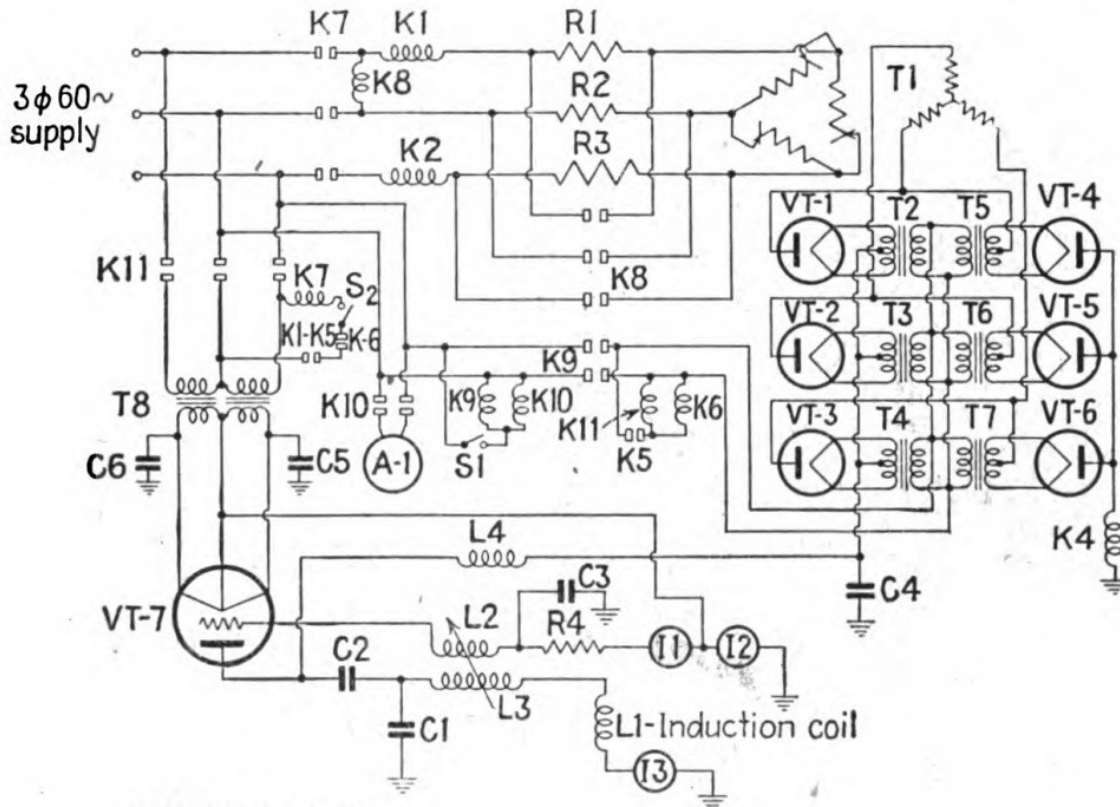 K7
K1
R1
K8
R2
T1
3ϕ 60~
supply
K2
R3
VT-1
T2
T5
VT-4
K11
K7
S2
K8
K1-K5
K-6
VT-2
T3
T6
VT-5
K9
T8
K10
K9
K10
K11
K6
VT-3
T4
T7
VT-6
C6
C5
A-1
S1
K5
L4
K4
C3
C4
VT-7
L2
R4
I1
I2
C2
L3
C1
L1-Induction coil
I3